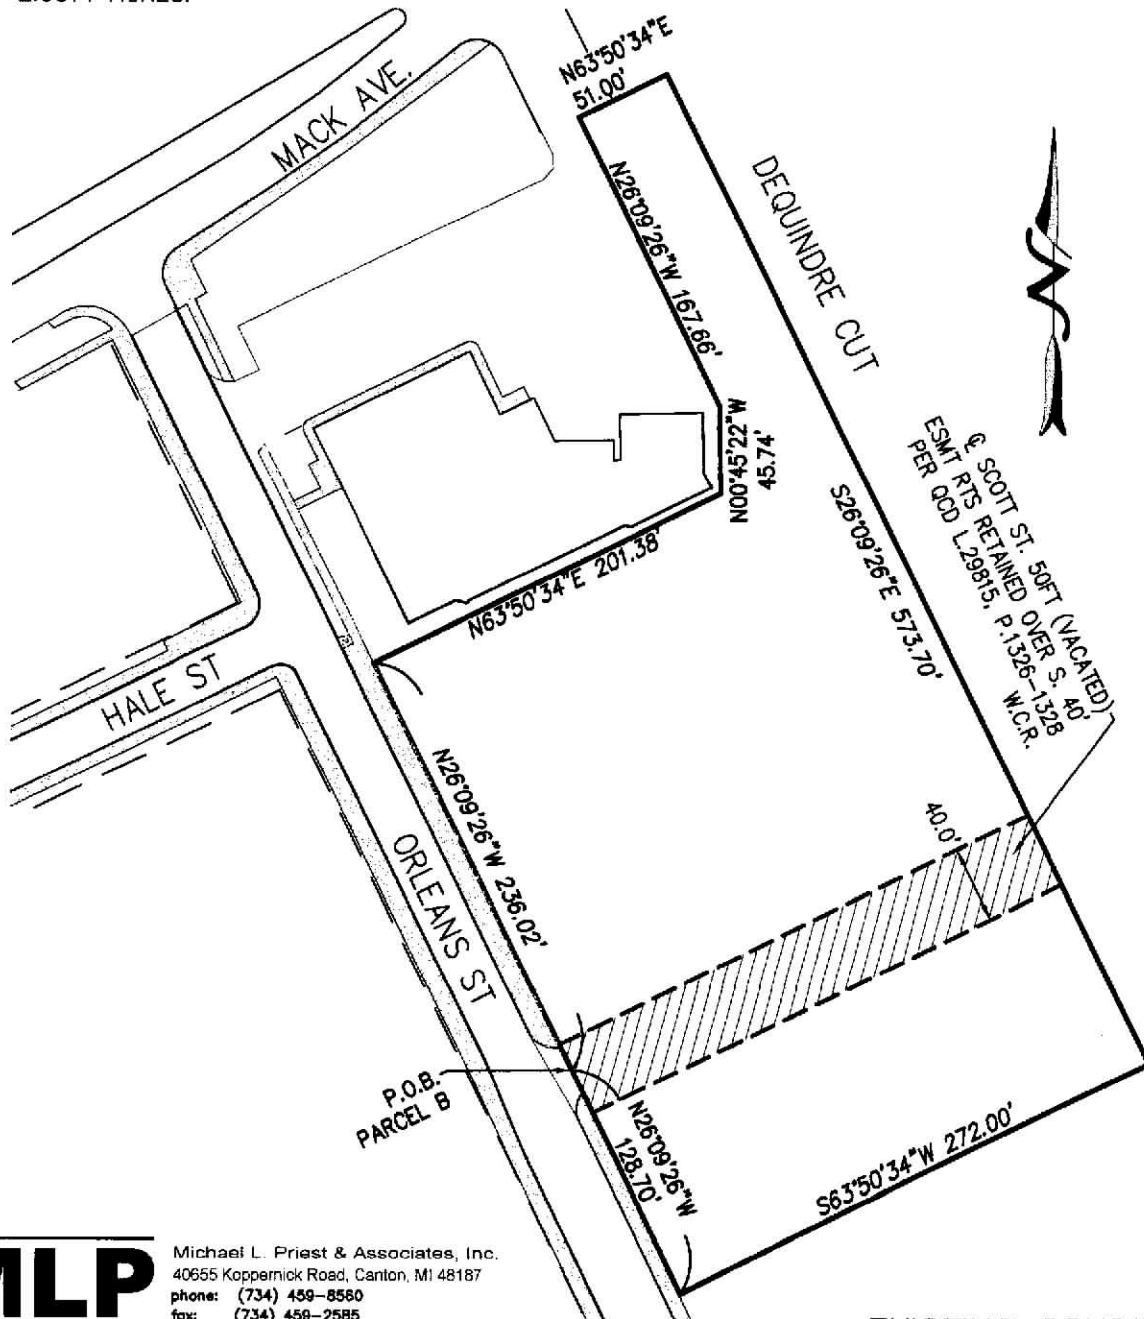 MACK AVE.
N63°50'34"E
51.00'
N26°09'26"W 167.66'
DEQUINDRE CUT
N00°45'22"W
45.74'
N63°50'34"E 201.38'
S26°09'26"E 573.70'
℄ SCOTT ST. 50FT (VACATED)
ESMT RTS RETAINED OVER S. 40'
PER QCD L.29815, P.1326-1328
W.C.R.
HALE ST
N26°09'26"W 236.02'
ORLEANS ST
40.0'
P.O.B.
PARCEL B
N26°09'26"W
128.70'
S63°50'34"W 272.00'
MLP
Michael L. Priest & Associates, Inc.
40655 Koppernick Road, Canton, MI 48187
phone: (734) 459-8560
fax: (734) 459-2585